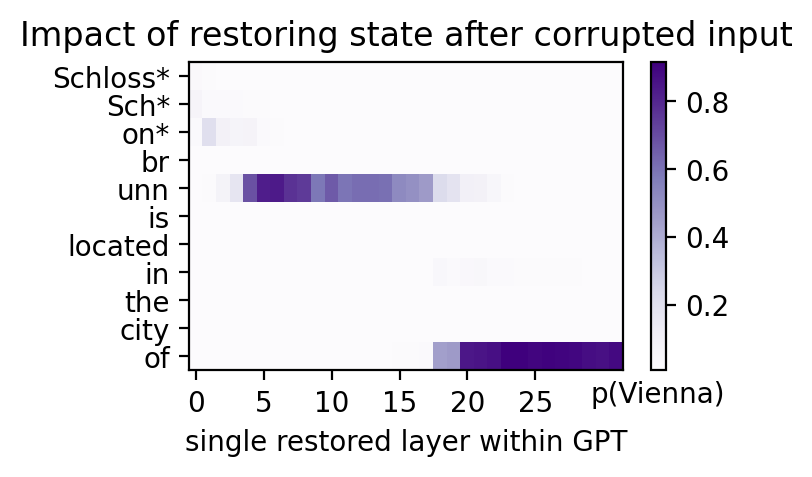 Impact of restoring state after corrupted input
Schloss*
Sch*
on*
br
unn
is
located
in
the
city
of
0 5 10 15 20 25
single restored layer within GPT
0.8
0.6
0.4
0.2
p(Vienna)